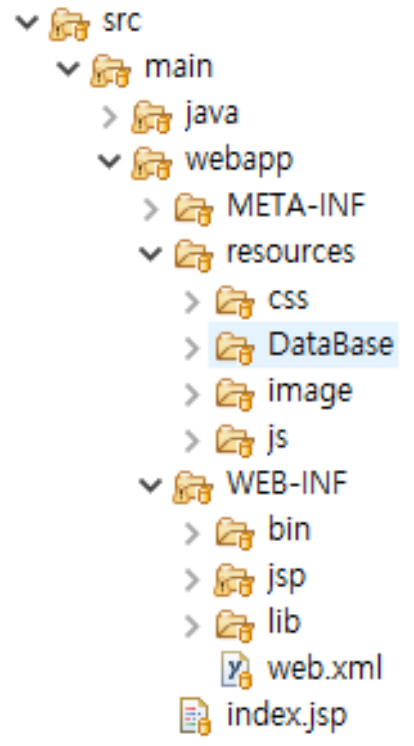 src
main
java
webapp
META-INF
resources
css
DataBase
image
js
WEB-INF
bin
jsp
lib
web.xml
index.jsp